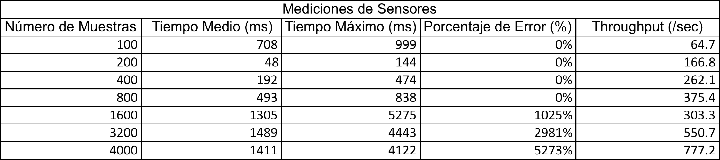 Mediciones de Sensores
Número de Muestras Tiempo Medio (ms) Tiempo Máximo (ms) Porcentaje de Error (%) Throughput (/sec)
100 708 999 0% 64.7
200 48 144 0% 166.8
400 192 474 0% 262.1
800 493 838 0% 375.4
1600 1305 5275 1025% 303.3
3200 1489 4443 2981% 550.7
4000 1411 4122 5273% 777.2